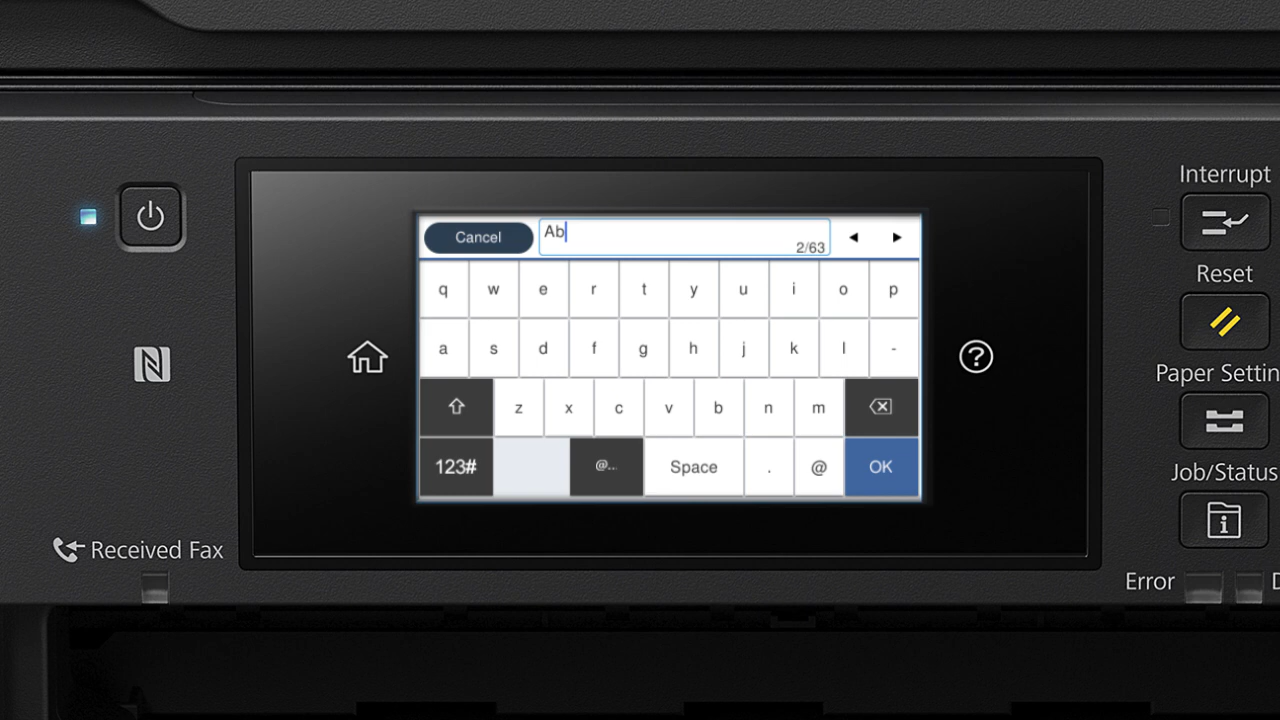 Interrupt
Cancel
Ab
2/63
Reset
q w e r t y u i o p
a s d f g h j k l -
Paper Settin
z x c v b n m
123# @... Space . @ OK
Job/Status
Received Fax
Error D